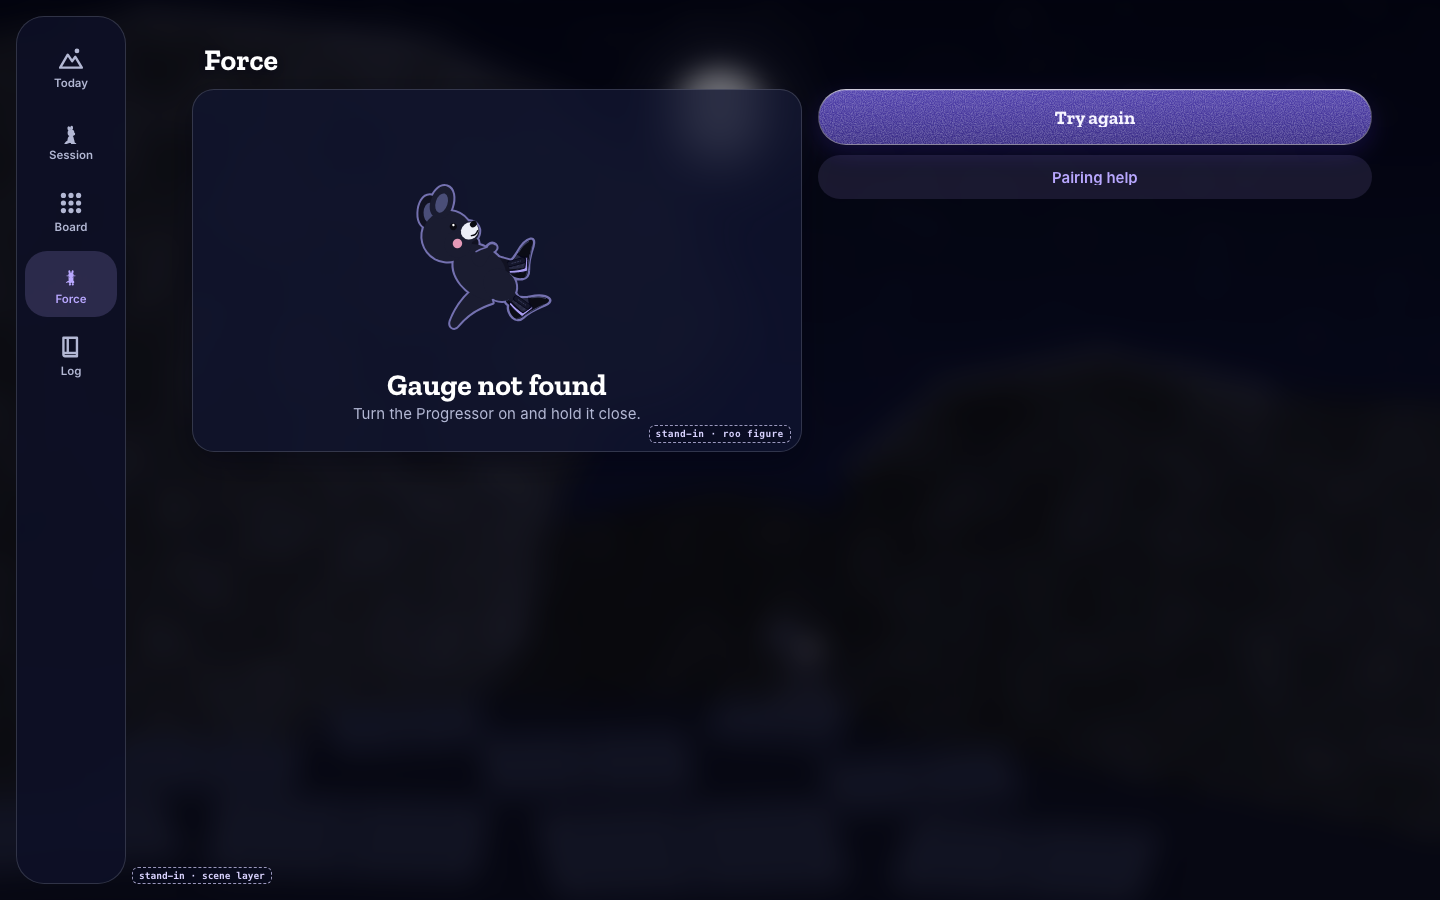 Today
Session
Board
Force
Log
Force
Gauge not found
Turn the Progressor on and hold it close.
stand-in · roo figure
Try again
Pairing help
stand-in · scene layer